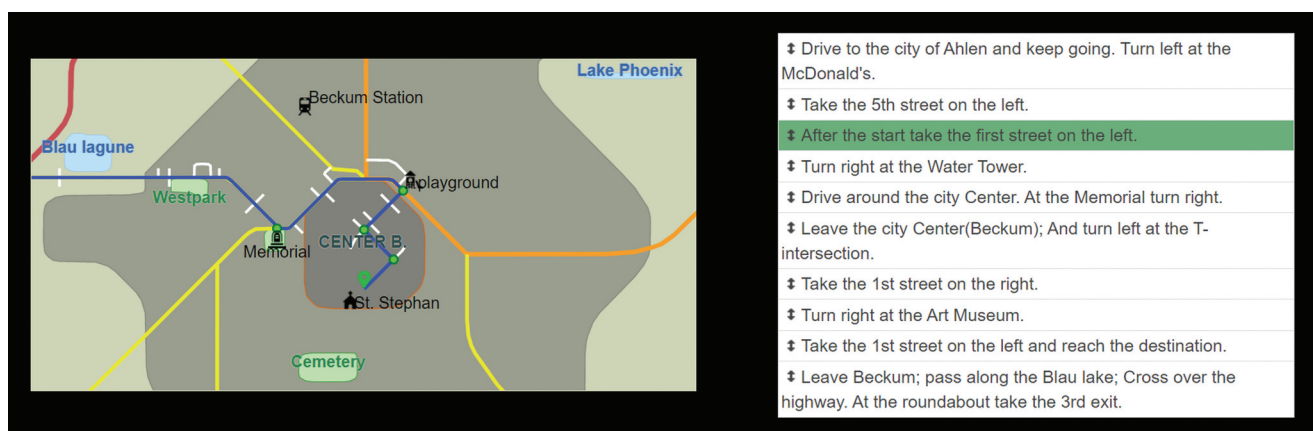 Lake Phoenix
Beckum Station
Blau lagune
playground
Westpark
CENTER B.
Memorial
St. Stephan
Cemetery
Drive to the city of Ahlen and keep going. Turn left at the
McDonald's.
Take the 5th street on the left.
After the start take the first street on the left.
Turn right at the Water Tower.
Drive around the city Center. At the Memorial turn right.
Leave the city Center(Beckum); And turn left at the T-
intersection.
Take the 1st street on the right.
Turn right at the Art Museum.
Take the 1st street on the left and reach the destination.
Leave Beckum; pass along the Blau lake; Cross over the
highway. At the roundabout take the 3rd exit.